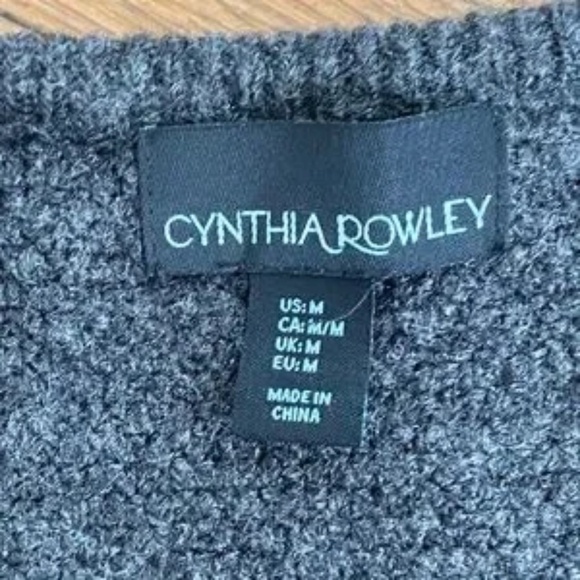 CYNTHIA ROWLEY
US: M
CA: M/M
UK: M
EU: M
MADE IN
CHINA